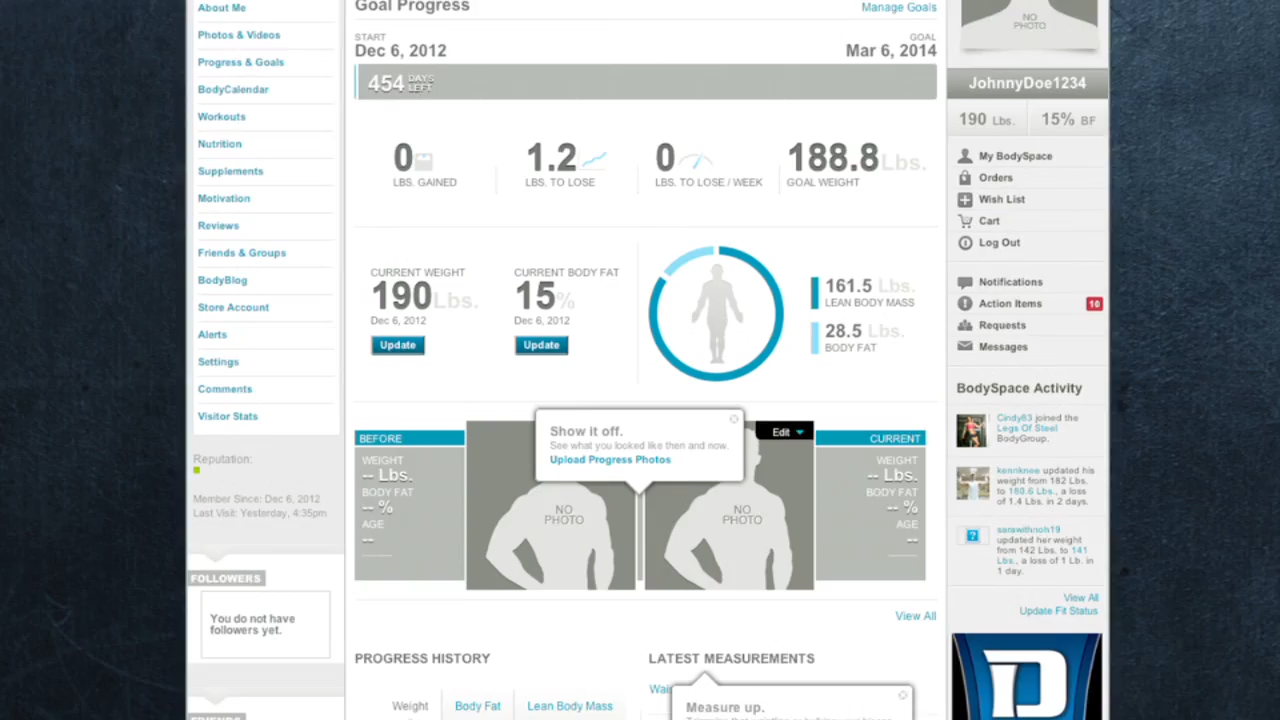 About Me
Photos & Videos
Progress & Goals
BodyCalendar
Workouts
Nutrition
Supplements
Motivation
Reviews
Friends & Groups
BodyBlog
Store Account
Alerts
Settings
Comments
Visitor Stats
Reputation:
Member Since: Dec 6, 2012
Last Visit: Yesterday, 4:35pm
FOLLOWERS
You do not have
followers yet.
FRIENDS
Goal Progress
Manage Goals
START
GOAL
Dec 6, 2012
Mar 6, 2014
454 DAYS LEFT
0
LBS. GAINED
1.2
LBS. TO LOSE
0
LBS. TO LOSE / WEEK
188.8 Lbs.
GOAL WEIGHT
CURRENT WEIGHT
190 Lbs.
Dec 6, 2012
Update
CURRENT BODY FAT
15%
Dec 6, 2012
Update
161.5 Lbs.
LEAN BODY MASS
28.5 Lbs.
BODY FAT
BEFORE
WEIGHT
-- Lbs.
BODY FAT
-- %
AGE
--
NO
PHOTO
Show it off.
See what you looked like then and now.
Upload Progress Photos
Edit
NO
PHOTO
CURRENT
WEIGHT
-- Lbs.
BODY FAT
-- %
AGE
--
View All
PROGRESS HISTORY
Weight
Body Fat
Lean Body Mass
LATEST MEASUREMENTS
Measure up.
NO
PHOTO
JohnnyDoe1234
190 Lbs.
15% BF
My BodySpace
Orders
Wish List
Cart
Log Out
Notifications
Action Items 10
Requests
Messages
BodySpace Activity
Cindy83 joined the
Legs Of Steel
BodyGroup.
kennknee updated his
weight from 182 Lbs.
to 180.6 Lbs., a loss
of 1.4 Lbs. in 2 days.
sarawithnoh19
updated her weight
from 142 Lbs. to 141
Lbs., a loss of 1 Lb. in
1 day.
View All
Update Fit Status